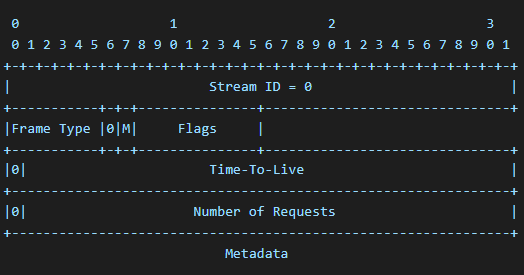 0                   1                   2                   3
 0 1 2 3 4 5 6 7 8 9 0 1 2 3 4 5 6 7 8 9 0 1 2 3 4 5 6 7 8 9 0 1
+-+-+-+-+-+-+-+-+-+-+-+-+-+-+-+-+-+-+-+-+-+-+-+-+-+-+-+-+-+-+-+-+
|                         Stream ID = 0                         |
+-----------+-+-+---------------+-------------------------------+
|Frame Type |0|M|     Flags     |
+-----------+-+-+---------------+-------------------------------+
|0|                       Time-To-Live                          |
+---------------------------------------------------------------+
|0|                     Number of Requests                      |
+---------------------------------------------------------------+
                           Metadata